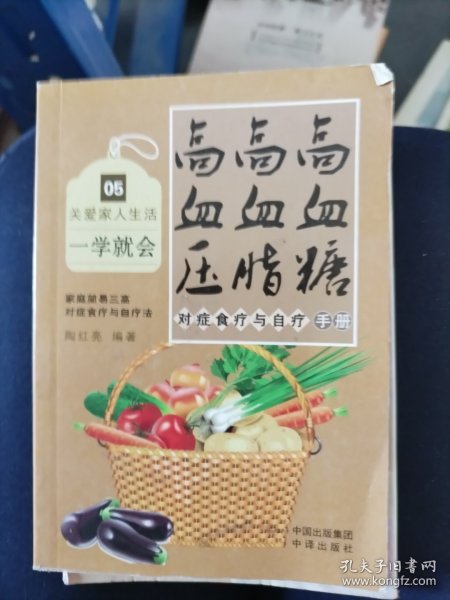 高血压
高血脂
高血糖
对症食疗与自疗手册
05
关爱家人生活
一学就会
家庭简易三高
对症食疗与自疗法
陶红亮 编著
中国出版集团
中译出版社
孔夫子旧书网
www.kongfz.com